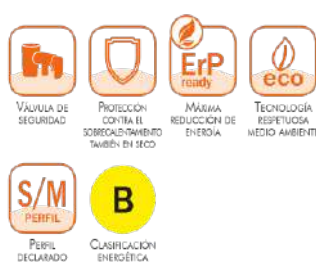 ErP
ready
eco
VÁLVULA DE
SEGURIDAD
PROTECCIÓN
CONTRA EL
SOBRECALENTAMIENTO
TAMBIÉN EN SECO
MÁXIMA
REDUCCIÓN DE
ENERGÍA
TECNOLOGÍA
RESPETUOSA
MEDIO AMBIENTE
S/M
PERFIL
B
PERFIL
DECLARADO
CLASIFICACIÓN
ENERGÉTICA